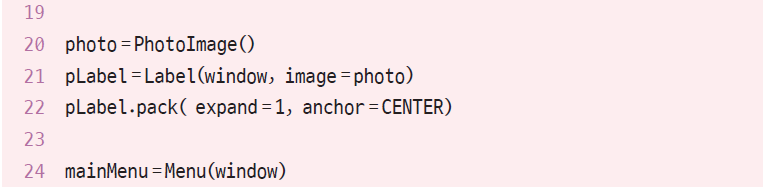 19
20 photo=PhotoImage()
21 pLabel=Label(window, image=photo)
22 pLabel.pack( expand=1, anchor=CENTER)
23
24 mainMenu=Menu(window)